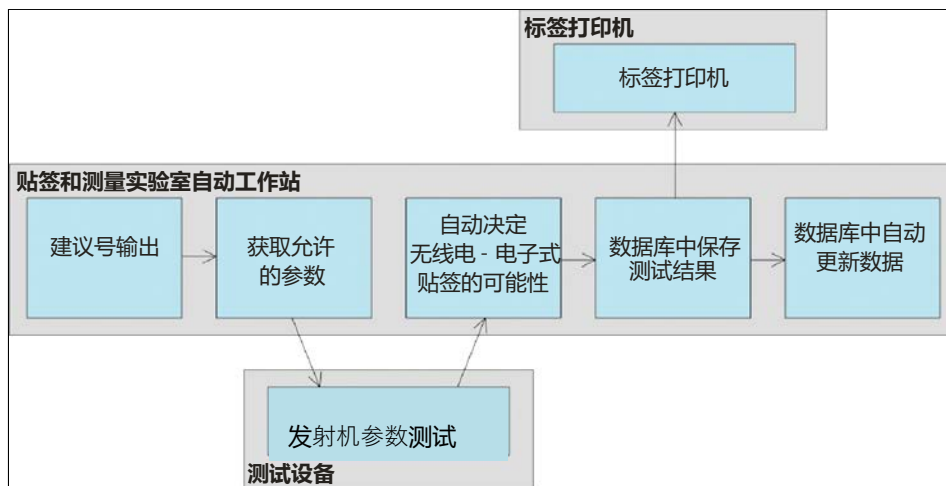 标签打印机
标签打印机
贴签和测量实验室自动工作站
建议号输出
获取允许
的参数
自动决定
无线电 - 电子式
贴签的可能性
数据库中保存
测试结果
数据库中自动
更新数据
发射机参数测试
测试设备